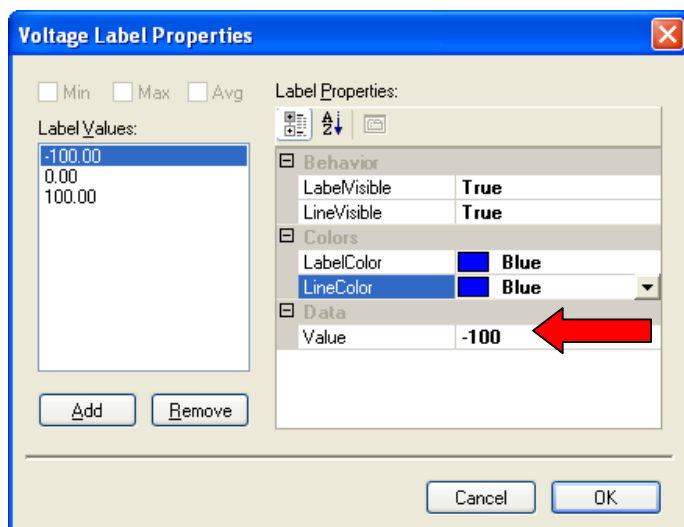 Voltage Label Properties
Min Max Avg
Label Values:
-100.00
0.00
100.00
Add Remove
Label Properties:
Behavior
LabelVisible True
LineVisible True
Colors
LabelColor Blue
LineColor Blue
Data
Value -100
Cancel OK